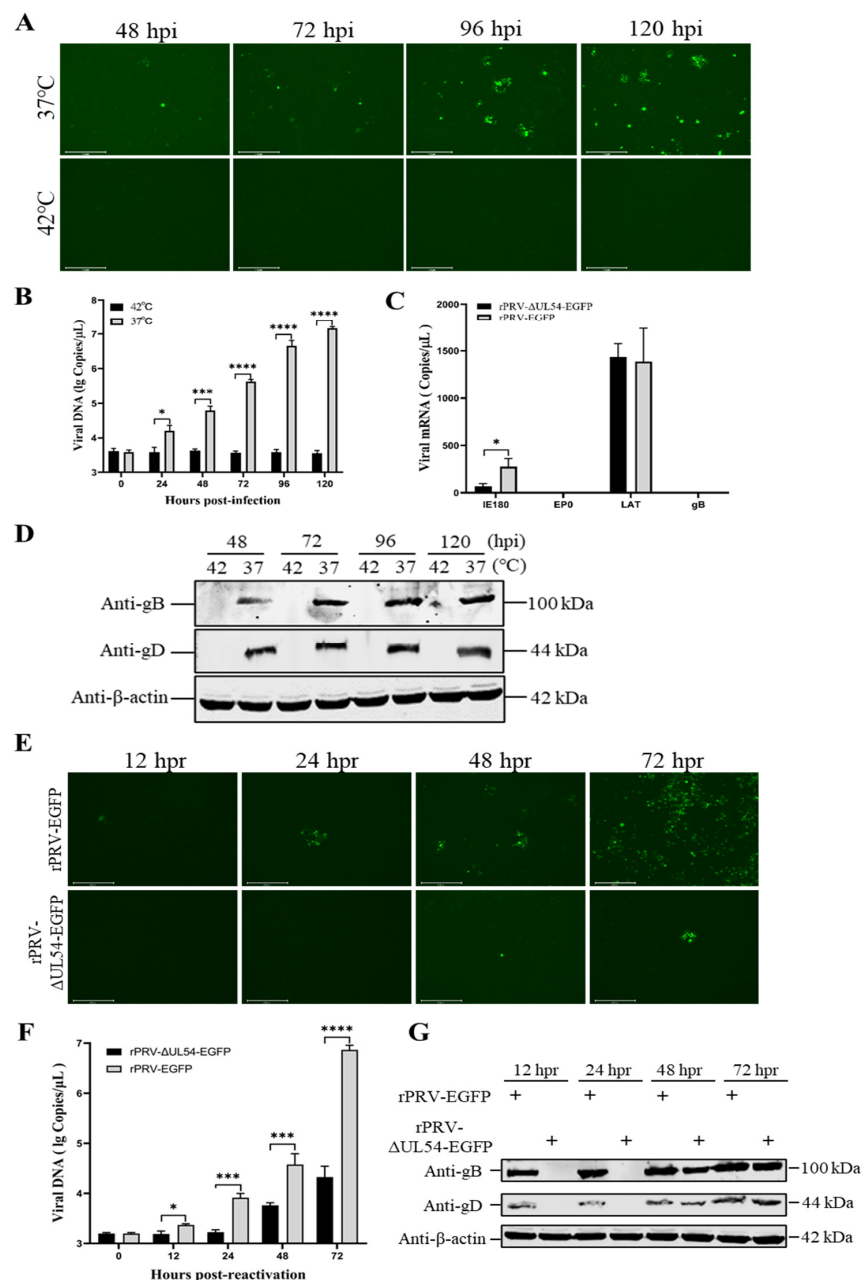 A
48 hpi 72 hpi 96 hpi 120 hpi
37°C
42°C
B
42°C
37°C
Viral DNA (lg Copies/μL)
8
7
6
5
4
3
* *** **** **** ****
0 24 48 72 96 120
Hours post-infection
C
rPRV-ΔUL54-EGFP
rPRV-EGFP
Viral mRNA ( Copies/μL )
2000
1500
1000
500
0
*
IE180 EP0 LAT gB
D
48 72 96 120 (hpi)
42 37 42 37 42 37 42 37 (°C)
Anti-gB 100 kDa
Anti-gD 44 kDa
Anti-β-actin 42 kDa
E
12 hpr 24 hpr 48 hpr 72 hpr
rPRV-EGFP
rPRV-
ΔUL54-EGFP
F
rPRV-ΔUL54-EGFP
rPRV-EGFP
Viral DNA ( lg Copies/μL )
7
6
5
4
3
* *** *** ****
0 12 24 48 72
Hours post-reactivation
G
12 hpr 24 hpr 48 hpr 72 hpr
rPRV-EGFP + + + +
rPRV-
ΔUL54-EGFP + + + +
Anti-gB 100 kDa
Anti-gD 44 kDa
Anti-β-actin 42 kDa